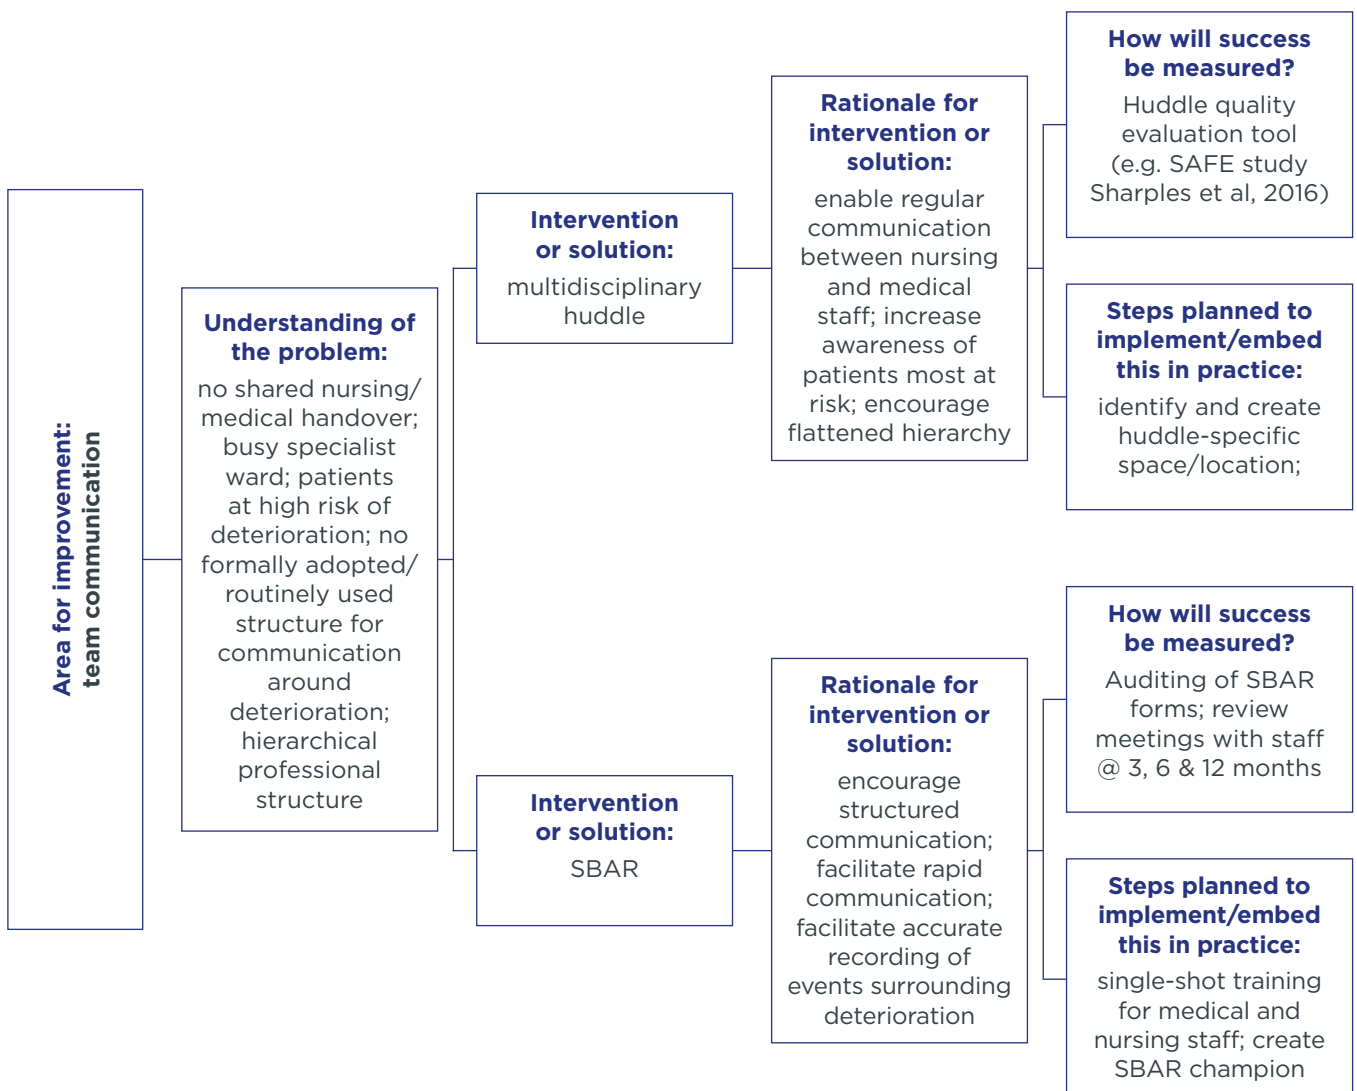 Area for improvement:
team communication
Understanding of
the problem:
no shared nursing/
medical handover;
busy specialist
ward; patients
at high risk of
deterioration; no
formally adopted/
routinely used
structure for
communication
around
deterioration;
hierarchical
professional
structure
Intervention
or solution:
multidisciplinary
huddle
Rationale for
intervention or
solution:
enable regular
communication
between nursing
and medical
staff; increase
awareness of
patients most at
risk; encourage
flattened hierarchy
How will success
be measured?
Huddle quality
evaluation tool
(e.g. SAFE study
Sharples et al, 2016)
Steps planned to
implement/embed
this in practice:
identify and create
huddle-specific
space/location;
Intervention
or solution:
SBAR
Rationale for
intervention or
solution:
encourage
structured
communication;
facilitate rapid
communication;
facilitate accurate
recording of
events surrounding
deterioration
How will success
be measured?
Auditing of SBAR
forms; review
meetings with staff
@ 3, 6 & 12 months
Steps planned to
implement/embed
this in practice:
single-shot training
for medical and
nursing staff; create
SBAR champion